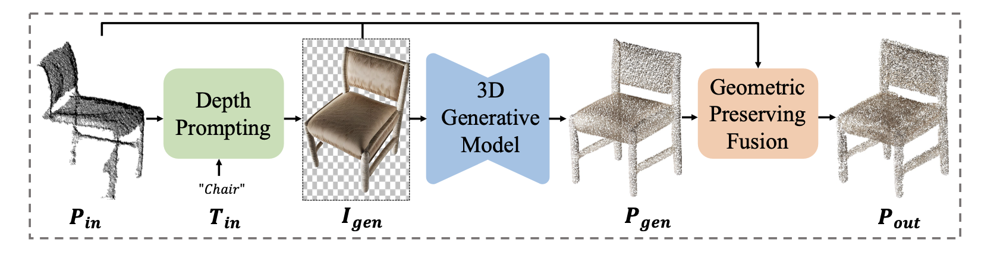 Depth
Prompting
"Chair"
3D
Generative
Model
Geometric
Preserving
Fusion
P_in
T_in
I_gen
P_gen
P_out